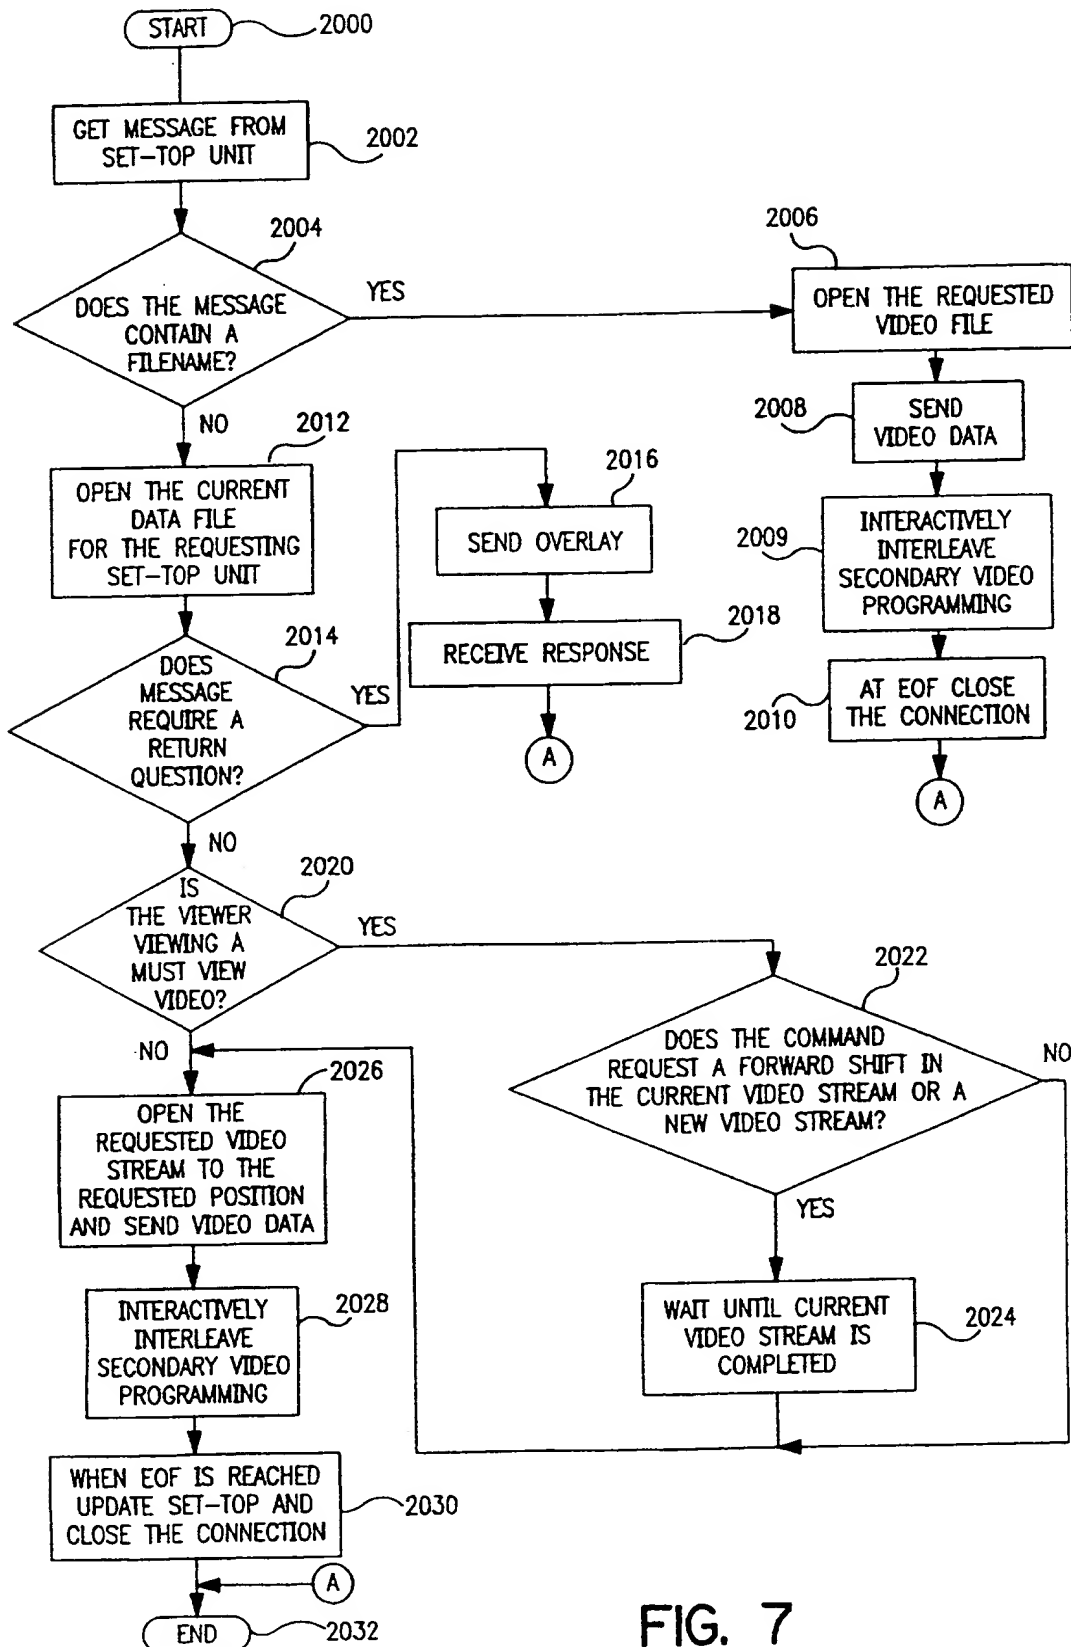 START
2000
GET MESSAGE FROM
SET-TOP UNIT
2002
2004
DOES THE MESSAGE
CONTAIN A
FILENAME?
YES
NO
2006
OPEN THE REQUESTED
VIDEO FILE
2008
SEND
VIDEO DATA
2009
INTERACTIVELY
INTERLEAVE
SECONDARY VIDEO
PROGRAMMING
2010
AT EOF CLOSE
THE CONNECTION
A
2012
OPEN THE CURRENT
DATA FILE
FOR THE REQUESTING
SET-TOP UNIT
2014
DOES
MESSAGE
REQUIRE A
RETURN
QUESTION?
YES
NO
2016
SEND OVERLAY
RECEIVE RESPONSE
2018
A
2020
IS
THE VIEWER
VIEWING A
MUST VIEW
VIDEO?
YES
NO
2022
DOES THE COMMAND
REQUEST A FORWARD SHIFT IN
THE CURRENT VIDEO STREAM OR A
NEW VIDEO STREAM?
NO
YES
WAIT UNTIL CURRENT
VIDEO STREAM IS
COMPLETED
2024
2026
OPEN THE
REQUESTED VIDEO
STREAM TO THE
REQUESTED POSITION
AND SEND VIDEO DATA
INTERACTIVELY
INTERLEAVE
SECONDARY VIDEO
PROGRAMMING
2028
WHEN EOF IS REACHED
UPDATE SET-TOP AND
CLOSE THE CONNECTION
2030
A
END
2032
FIG. 7